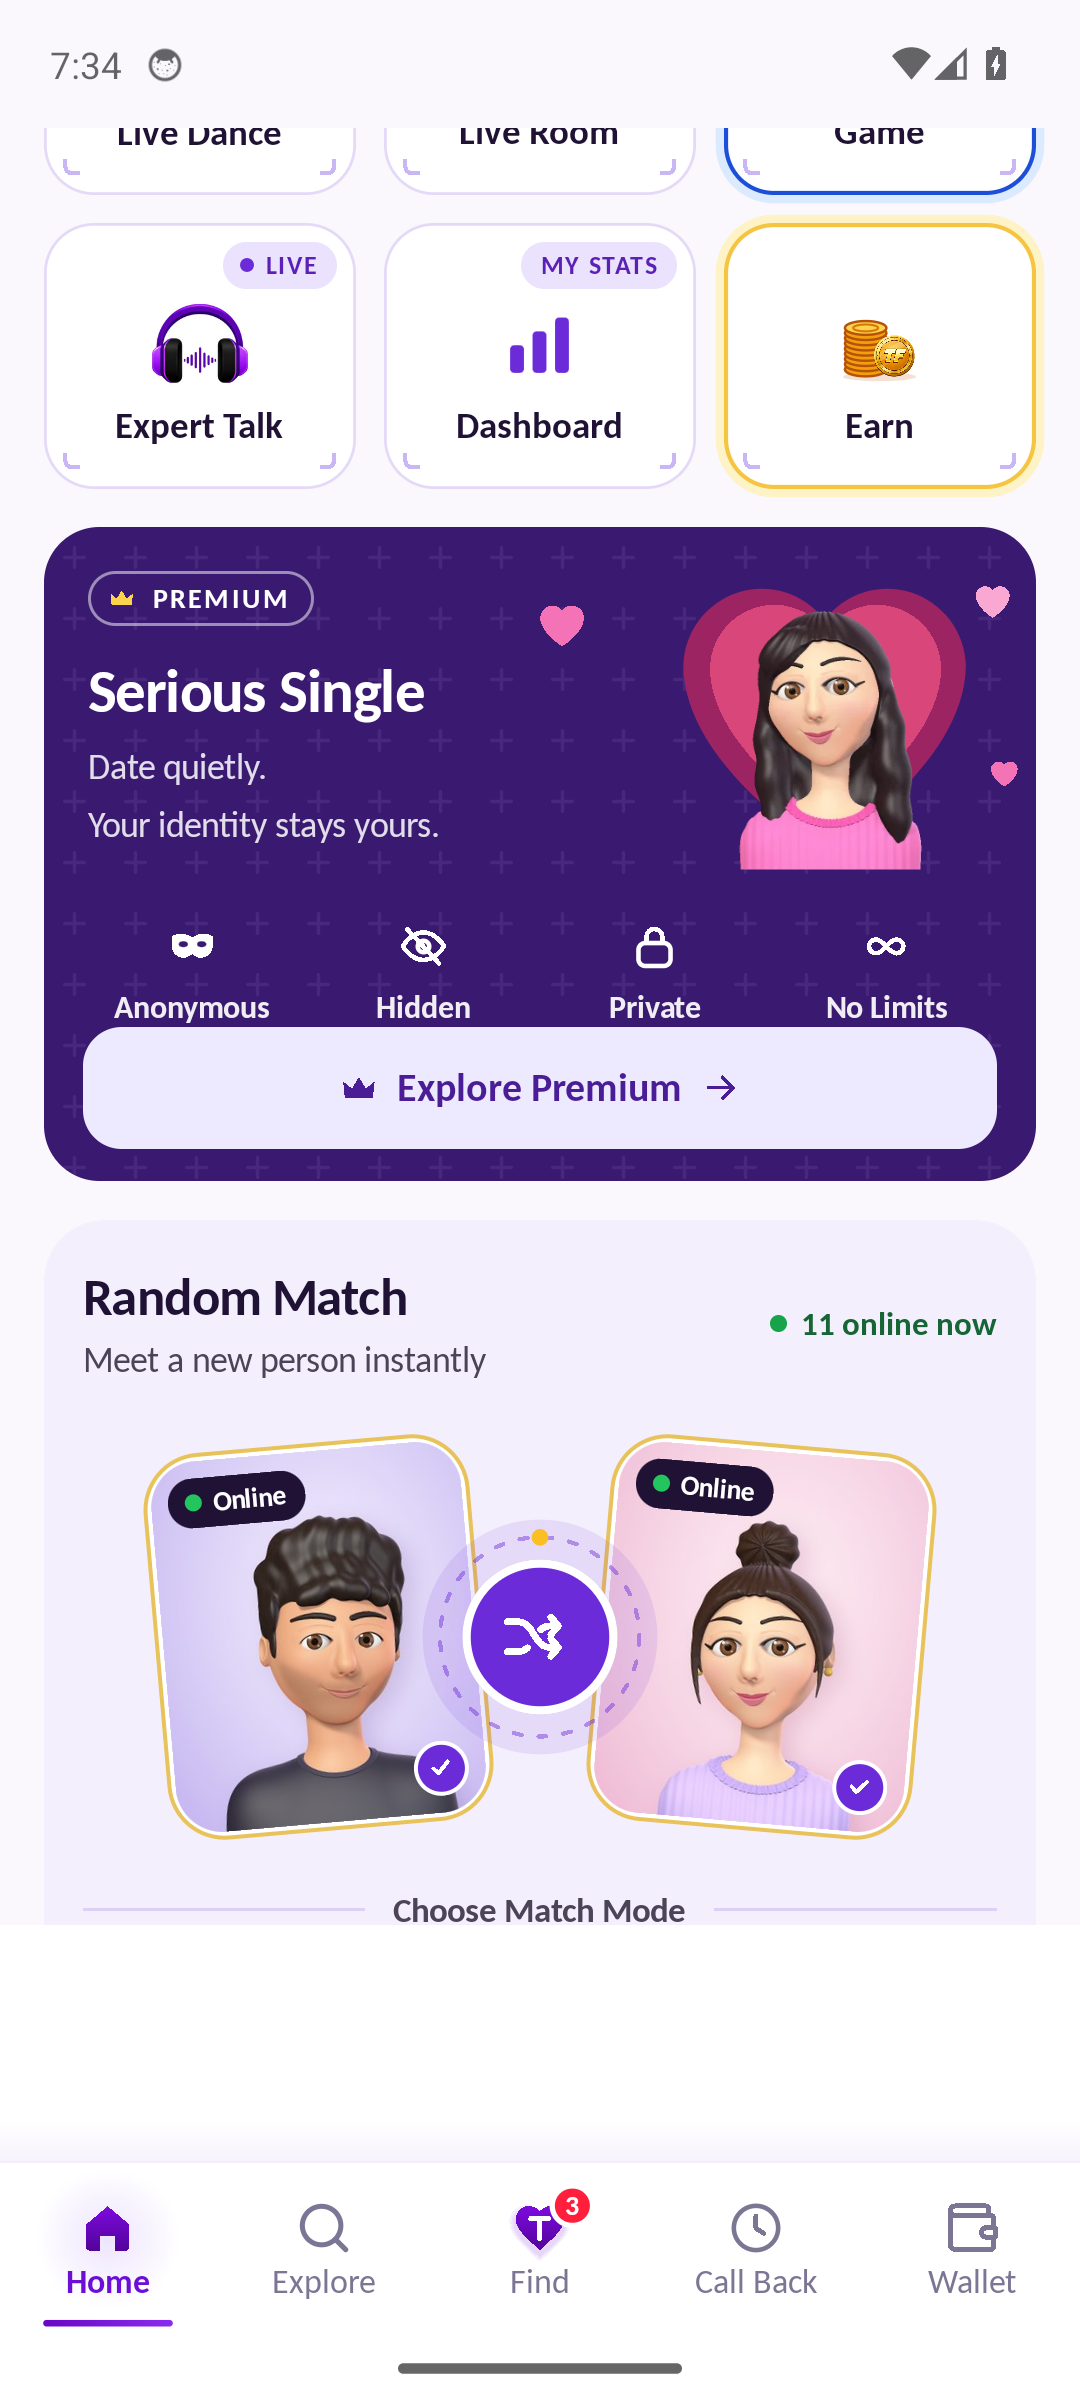 7:34
Live Dance
Live Room
Game
LIVE
MY STATS
TF
Expert Talk
Dashboard
Earn
PREMIUM
Serious Single
Date quietly.
Your identity stays yours.
Anonymous
Hidden
Private
No Limits
Explore Premium
Random Match
11 online now
Meet a new person instantly
Online
Online
Choose Match Mode
T
3
Home
Explore
Find
Call Back
Wallet